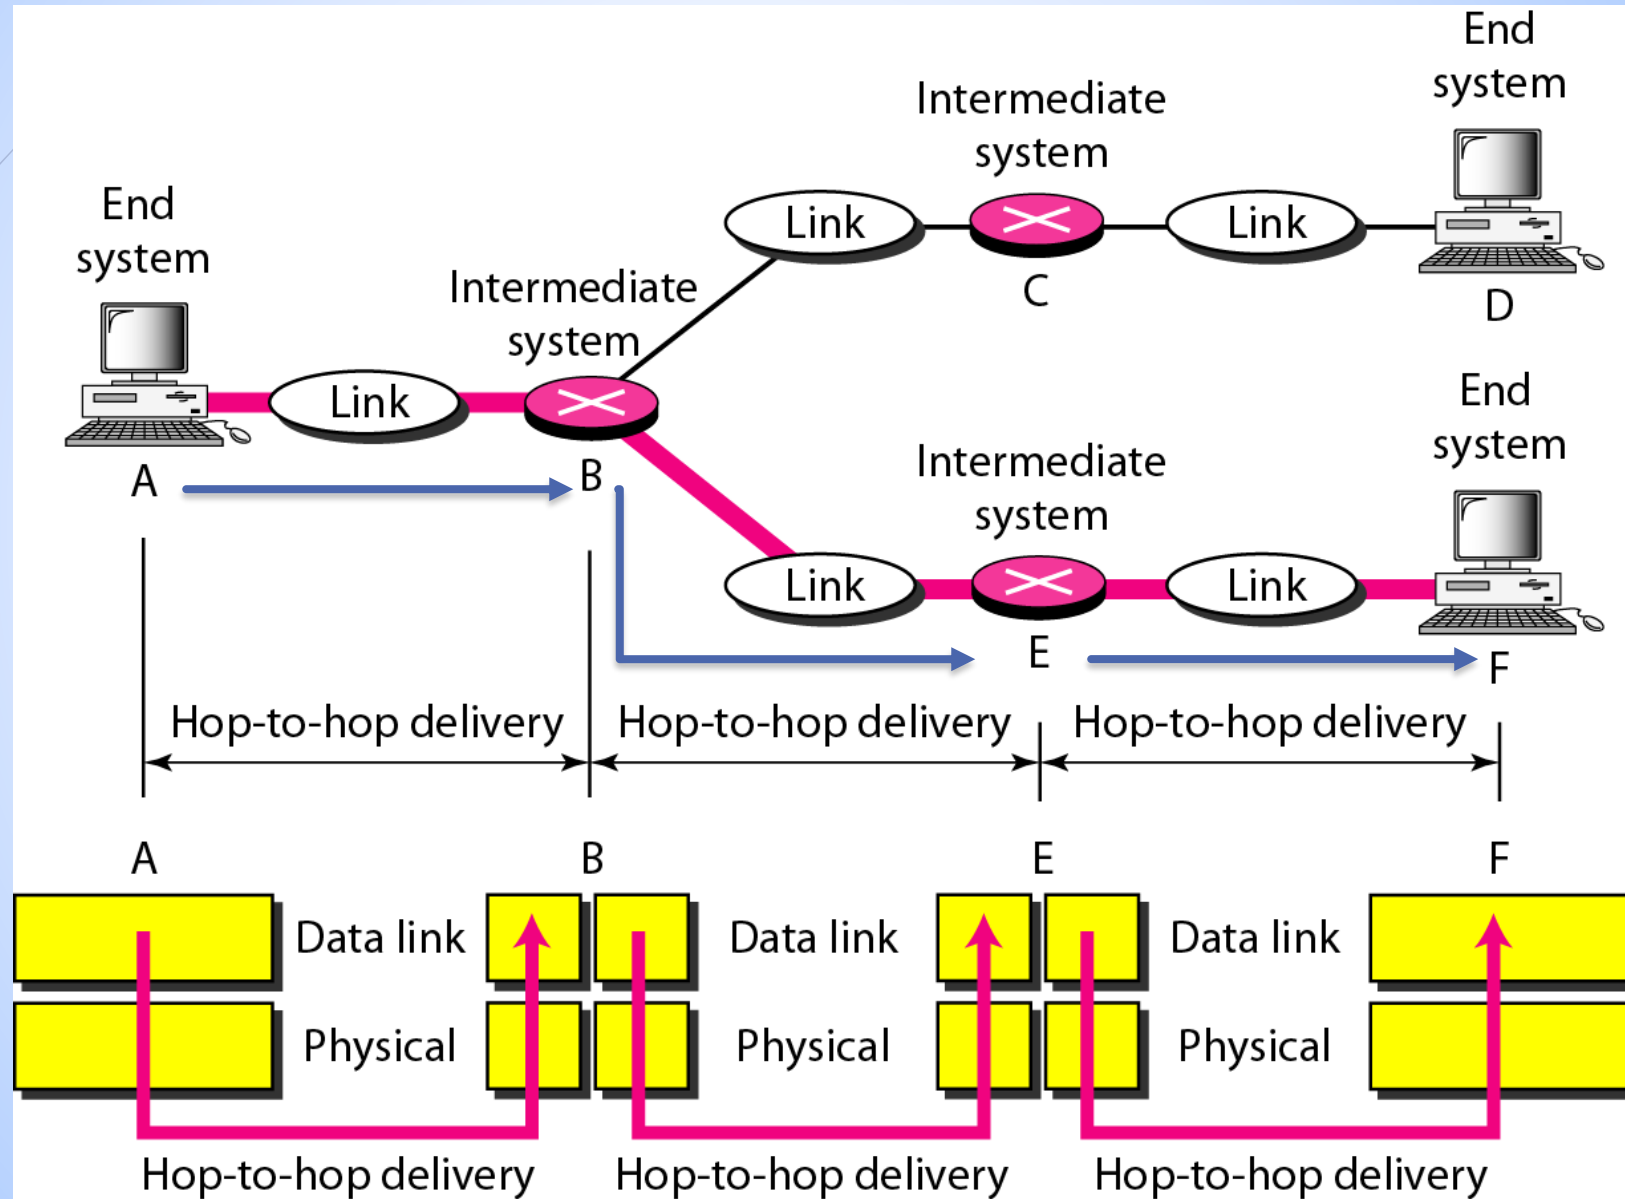 End
system
Intermediate
system
Link
Link
C
D
End
system
Intermediate
system
Link
A
B
End
system
Intermediate
system
Link
Link
E
F
Hop-to-hop delivery
Hop-to-hop delivery
Hop-to-hop delivery
A
B
E
F
Data link
Data link
Data link
Physical
Physical
Physical
Hop-to-hop delivery
Hop-to-hop delivery
Hop-to-hop delivery